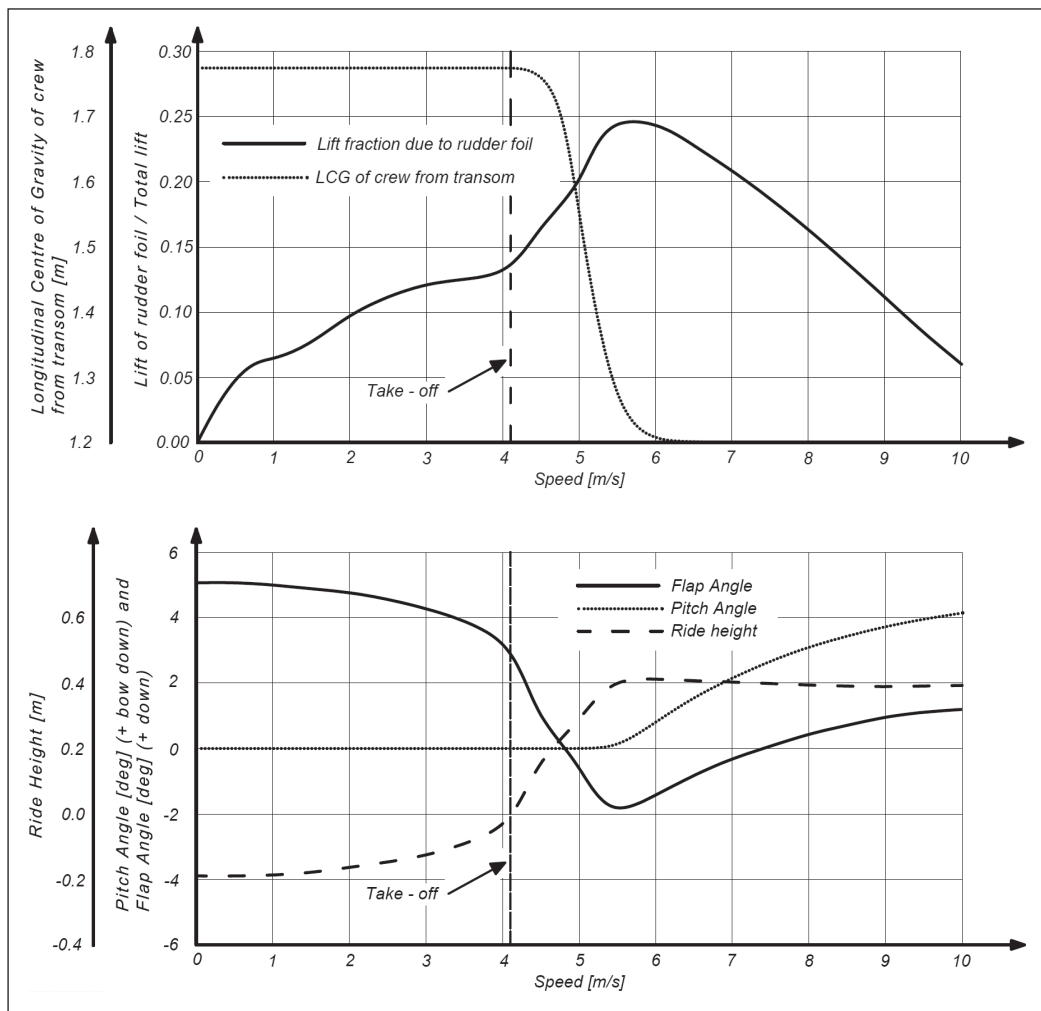 Longitudinal Centre of Gravity of crew
from transom [m]
1.8
1.7
1.6
1.5
1.4
1.3
1.2
Lift of rudder foil / Total lift
0.30
0.25
0.20
0.15
0.10
0.05
0.00
Lift fraction due to rudder foil
LCG of crew from transom
Take - off
0 1 2 3 4 5 6 7 8 9 10
Speed [m/s]
Ride Height [m]
0.6
0.4
0.2
0.0
-0.2
-0.4
Pitch Angle [deg] (+ bow down) and
Flap Angle [deg] (+ down)
6
4
2
0
-2
-4
-6
Flap Angle
Pitch Angle
Ride height
Take - off
0 1 2 3 4 5 6 7 8 9 10
Speed [m/s]